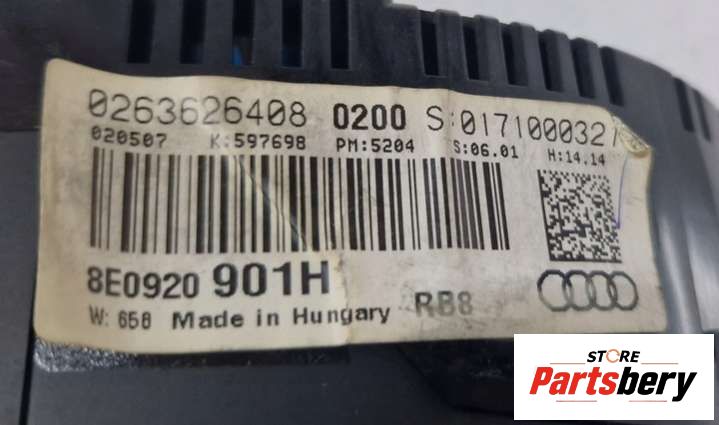 0263626408 0200 S:0171000327
020507 K:597698 PM:5204 S:06.01 H:14.14
8E0920 901H RB8
W: 658 Made in Hungary
STORE
Partsbery